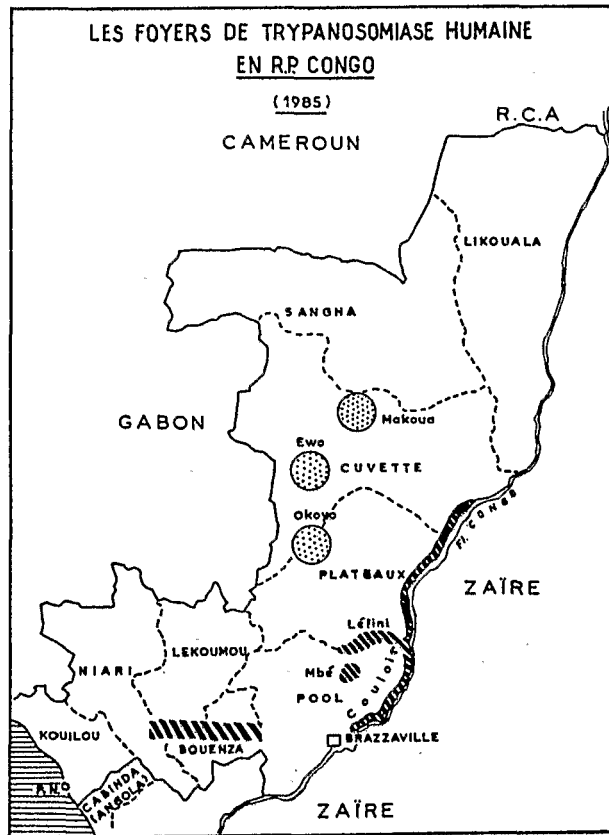 LES FOYERS DE TRYPANOSOMIASE HUMAINE
EN R.P. CONGO
(1985)
R.C.A
CAMEROUN
LIKOUALA
SANGHA
GABON
Makoua
Ewo
CUVETTE
Okoyo
Fl. CONGO
PLATEAUX
ZAÏRE
Léfini
LEKOUMOU
NIARI
Mbé
Couloir
POOL
KOUILOU
BOUENZA
BRAZZAVILLE
CABINDA
(ANGOLA)
ZAÏRE